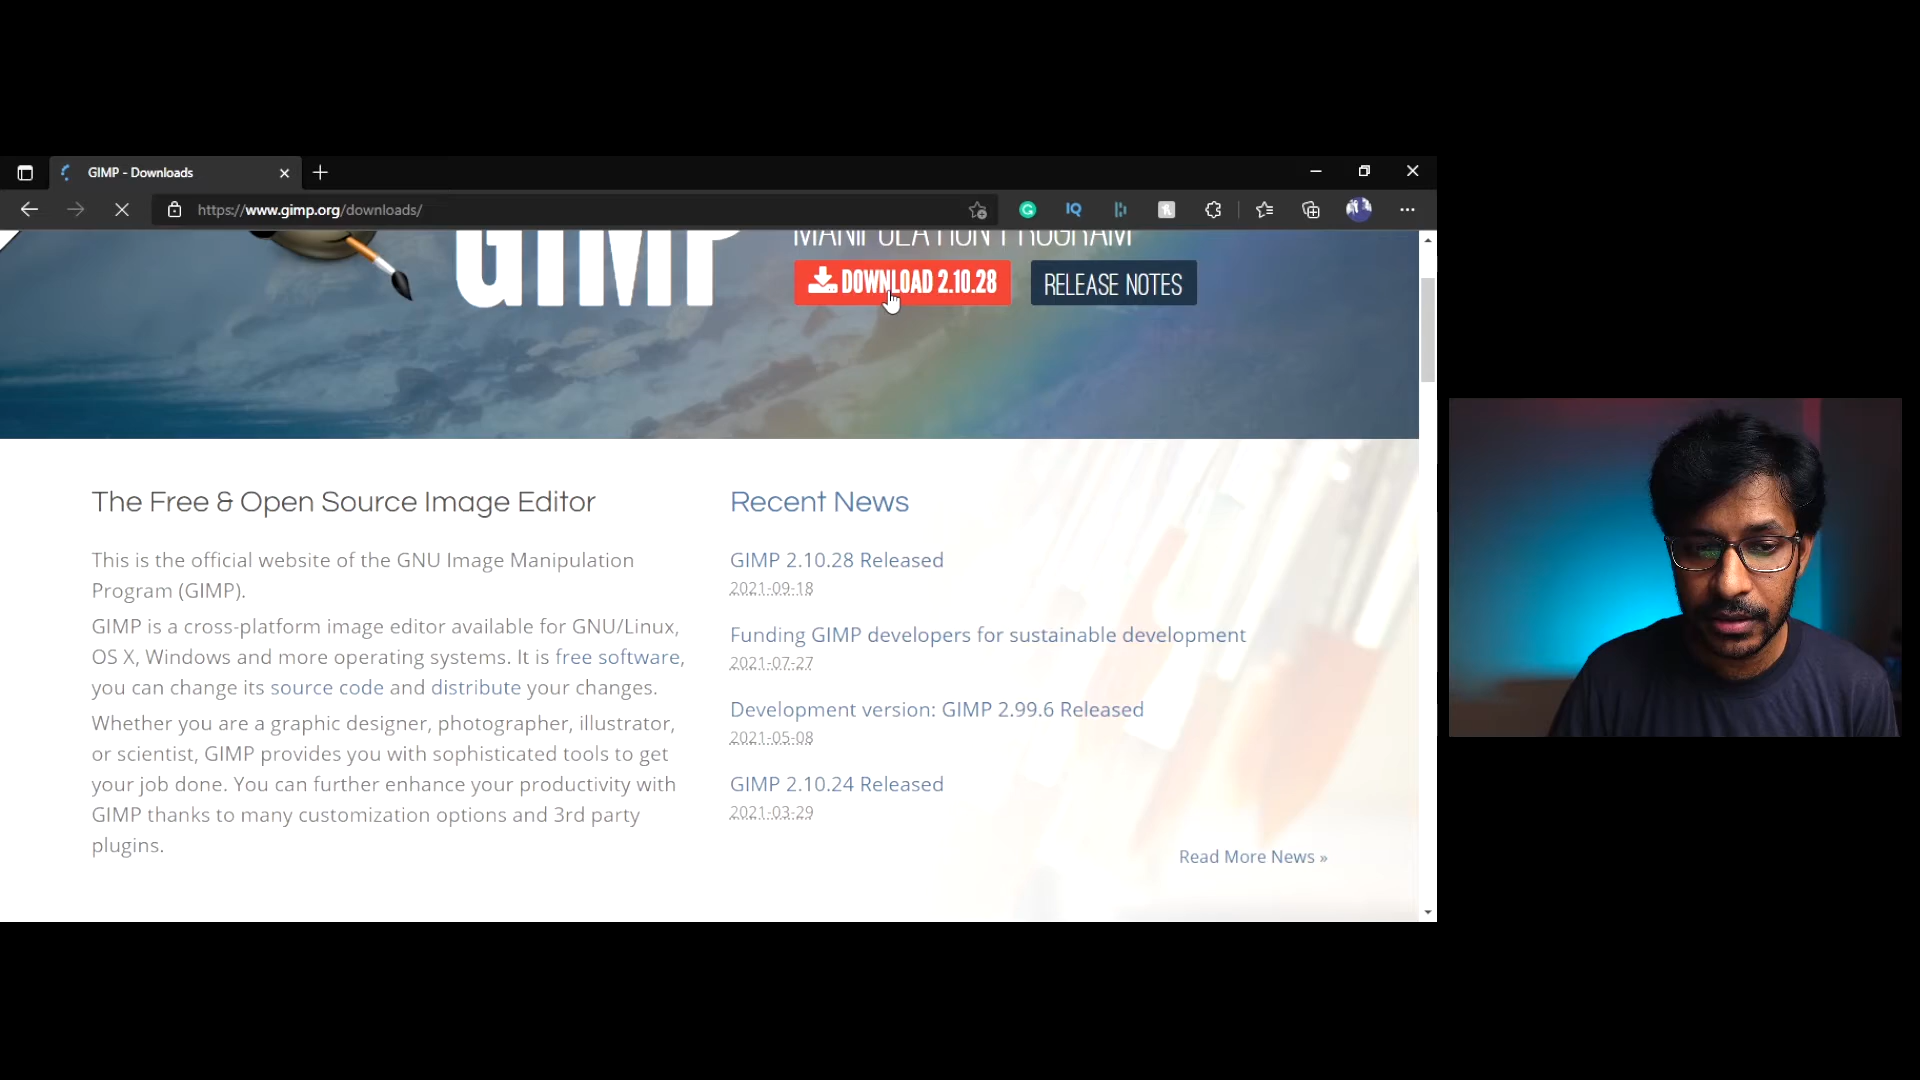 GIMP - Downloads
https://www.gimp.org/downloads/
IQ
GIMP
MANIPULATION PROGRAM
DOWNLOAD 2.10.28
RELEASE NOTES
The Free & Open Source Image Editor
This is the official website of the GNU Image Manipulation
Program (GIMP).
GIMP is a cross-platform image editor available for GNU/Linux,
OS X, Windows and more operating systems. It is free software,
you can change its source code and distribute your changes.
Whether you are a graphic designer, photographer, illustrator,
or scientist, GIMP provides you with sophisticated tools to get
your job done. You can further enhance your productivity with
GIMP thanks to many customization options and 3rd party
plugins.
Recent News
GIMP 2.10.28 Released
2021-09-18
Funding GIMP developers for sustainable development
2021-07-27
Development version: GIMP 2.99.6 Released
2021-05-08
GIMP 2.10.24 Released
2021-03-29
Read More News »